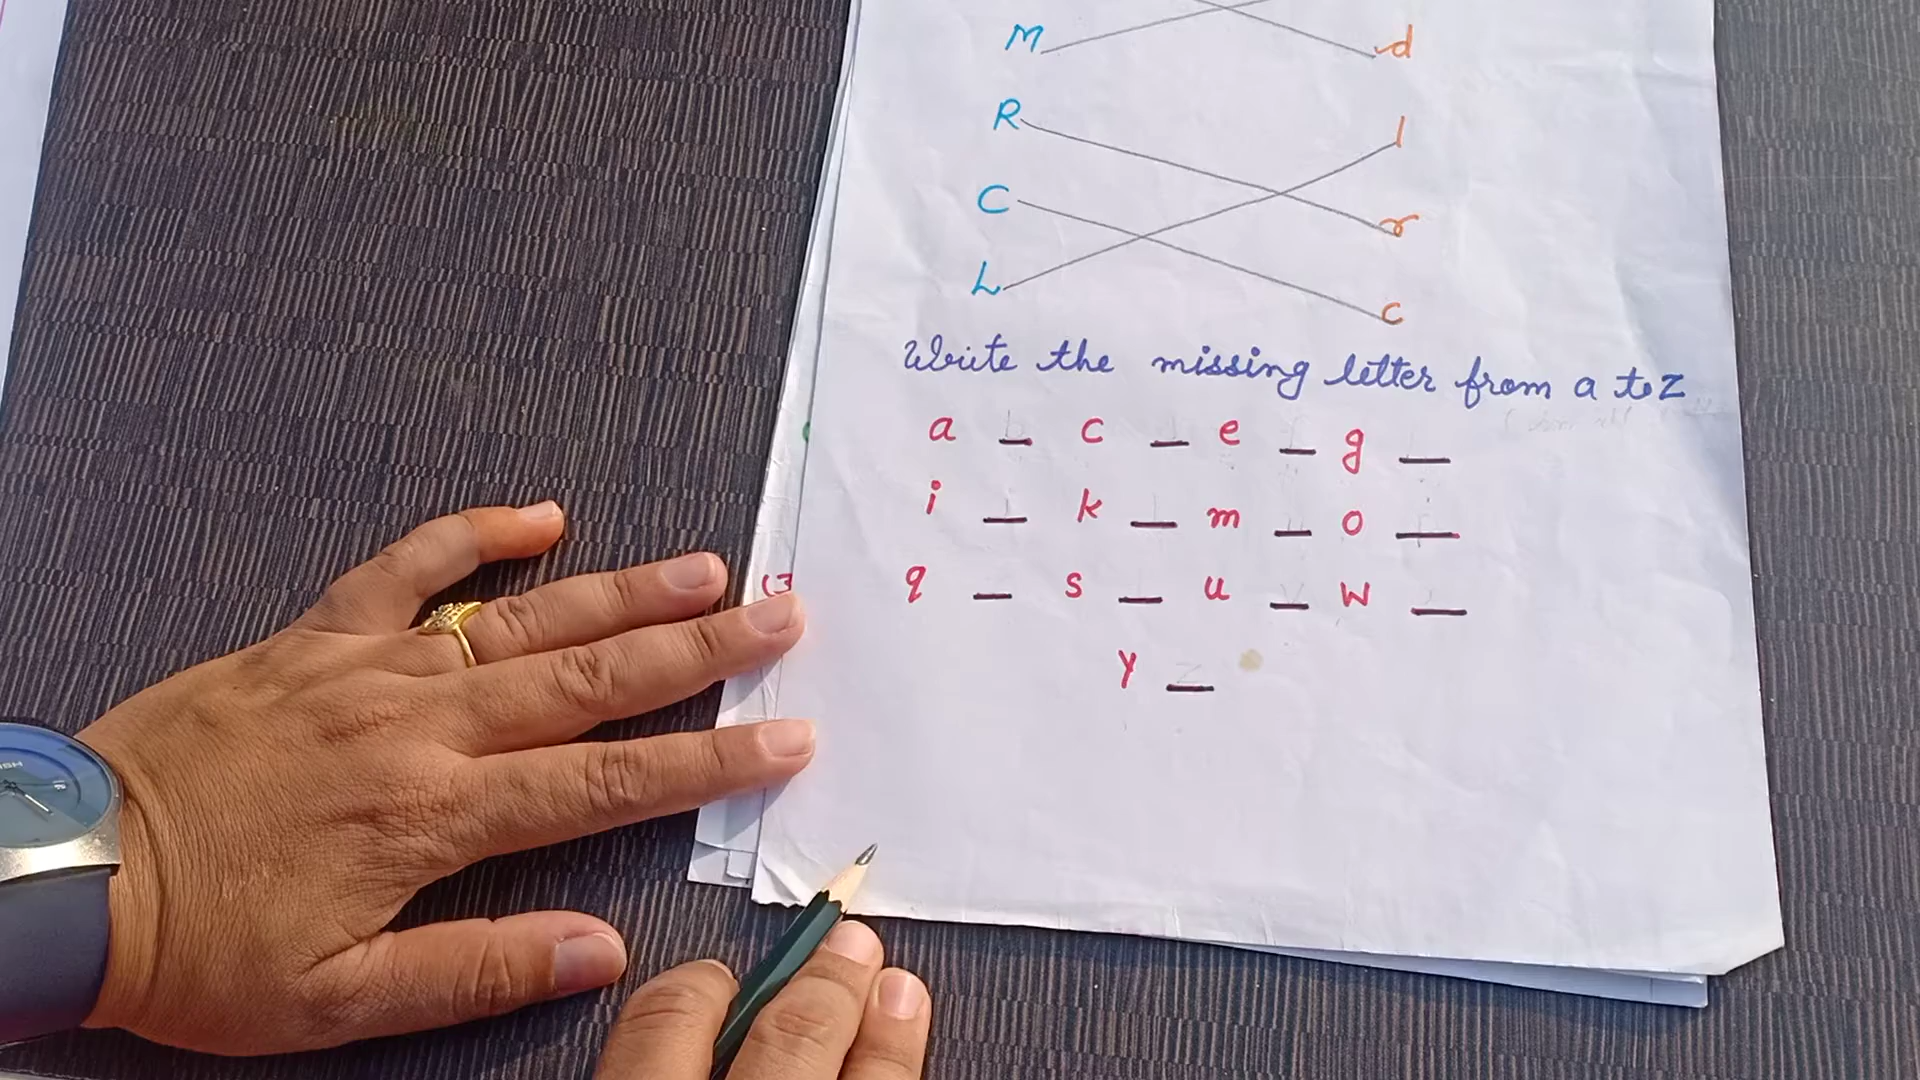 M d
R l
C r
L c
Write the missing letter from a to z
a _ c _ e _ g _
i _ k _ m _ o _
q _ s _ u _ w _
y _